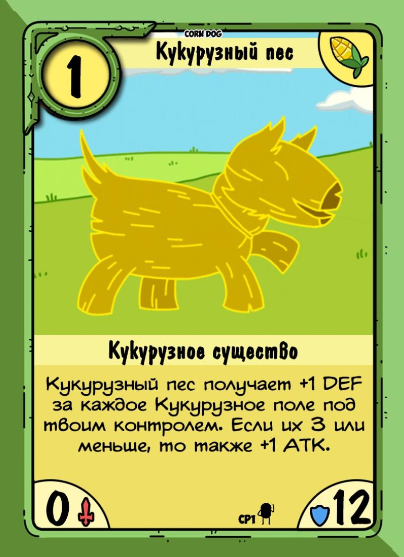 CORN DOG
1
Кукурузный пес
Кукурузное существо
Кукурузный пес получает +1 DEF
за каждое Кукурузное поле под
твоим контролем. Если их 3 или
меньше, то также +1 АТК.
0
CP1
12